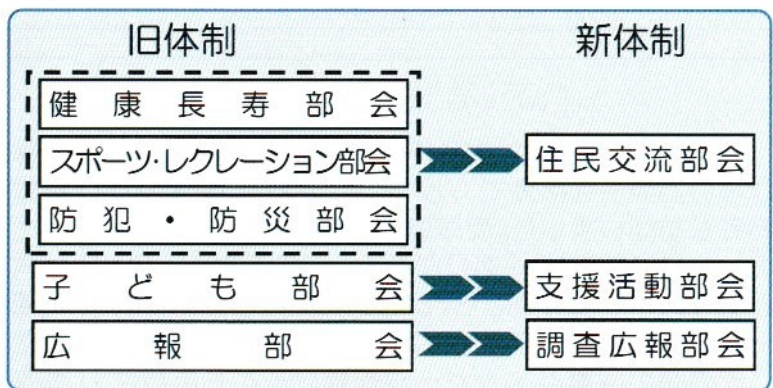 旧体制 新体制
健康長寿部会
スポーツ・レクレーション部会 住民交流部会
防犯・防災部会
子ども部会 支援活動部会
広報部会 調査広報部会